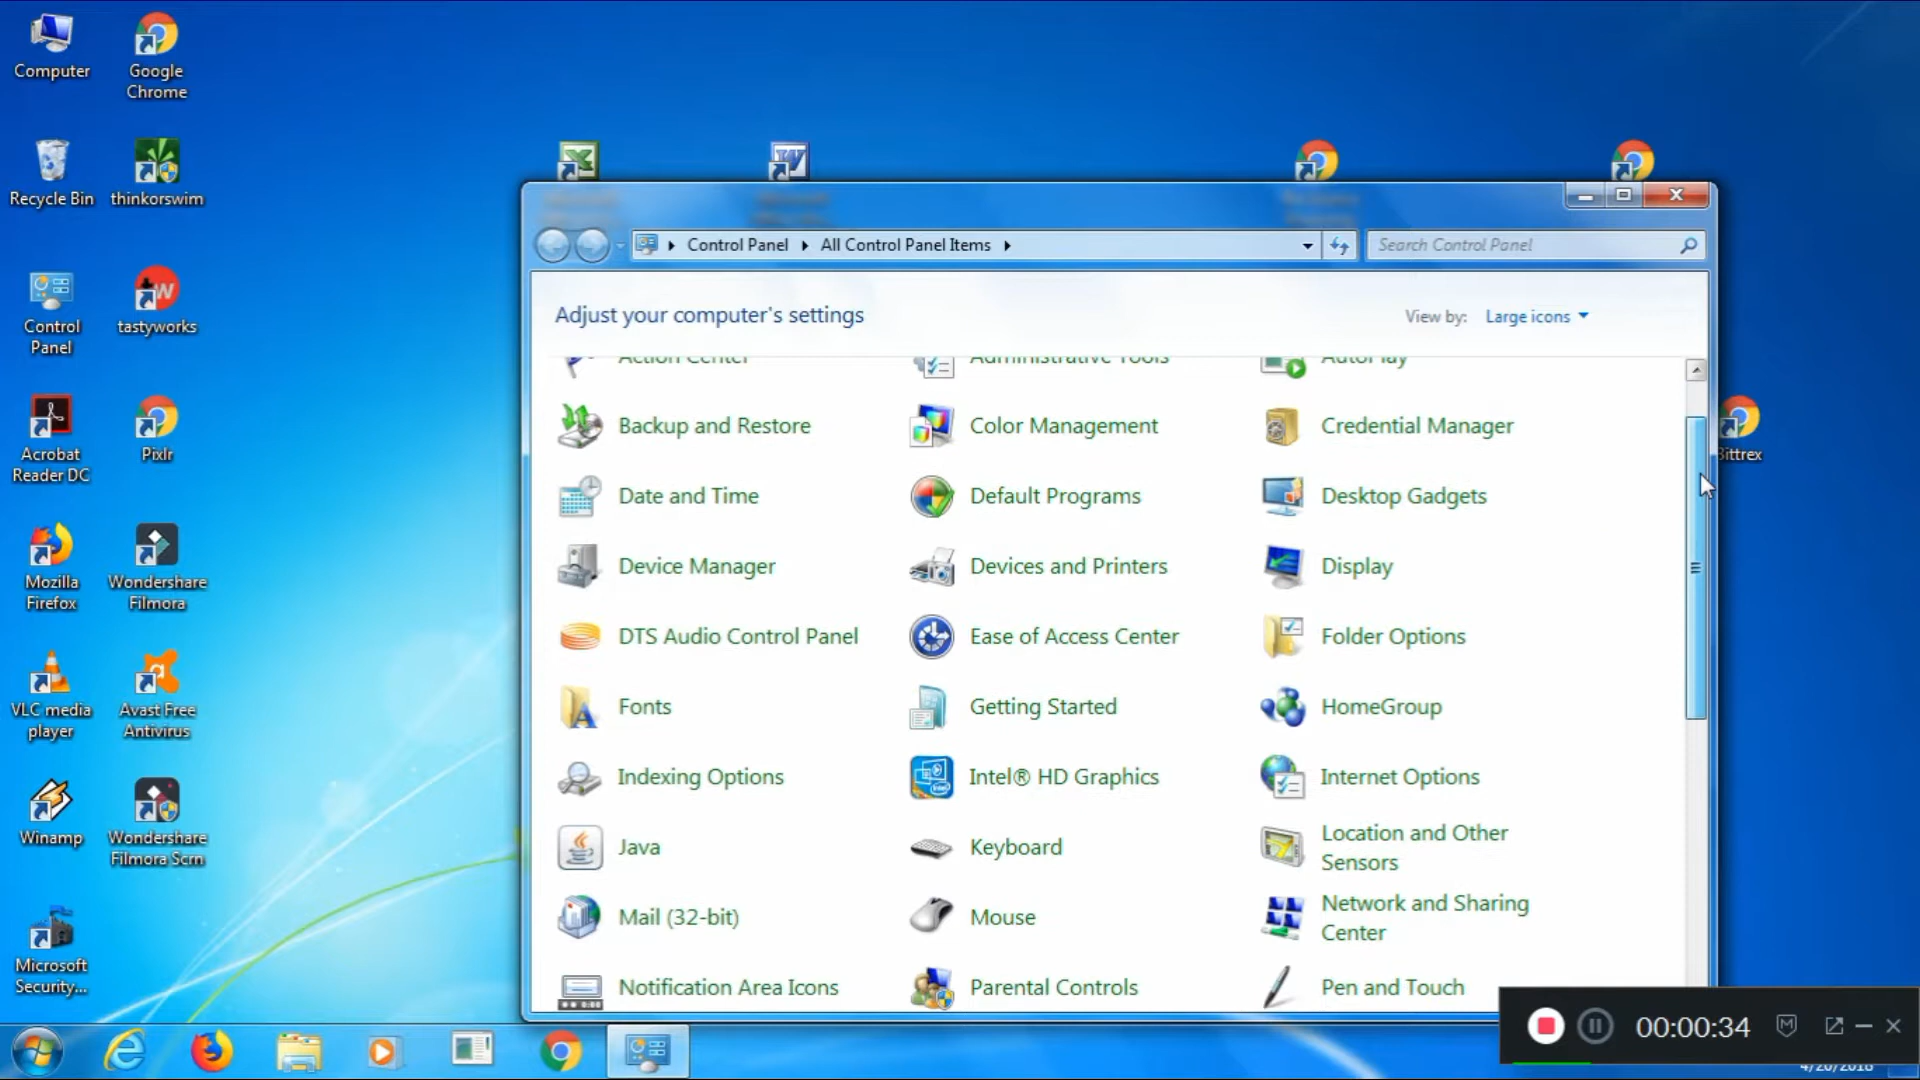 Computer
Google
Chrome
Recycle Bin
thinkorswim
Control
Panel
tastyworks
Acrobat
Reader DC
Pixlr
Mozilla
Firefox
Wondershare
Filmora
VLC media
player
Avast Free
Antivirus
Winamp
Wondershare
Filmora Scrn
Microsoft
Security...
Control Panel
All Control Panel Items
Search Control Panel
Adjust your computer's settings
View by: Large icons
Action Center
Administrative Tools
AutoPlay
Backup and Restore
Color Management
Credential Manager
Date and Time
Default Programs
Desktop Gadgets
Device Manager
Devices and Printers
Display
DTS Audio Control Panel
Ease of Access Center
Folder Options
Fonts
Getting Started
HomeGroup
Indexing Options
Intel® HD Graphics
Internet Options
Java
Keyboard
Location and Other
Sensors
Mail (32-bit)
Mouse
Network and Sharing
Center
Notification Area Icons
Parental Controls
Pen and Touch
Bittrex
00:00:34
4/20/2018